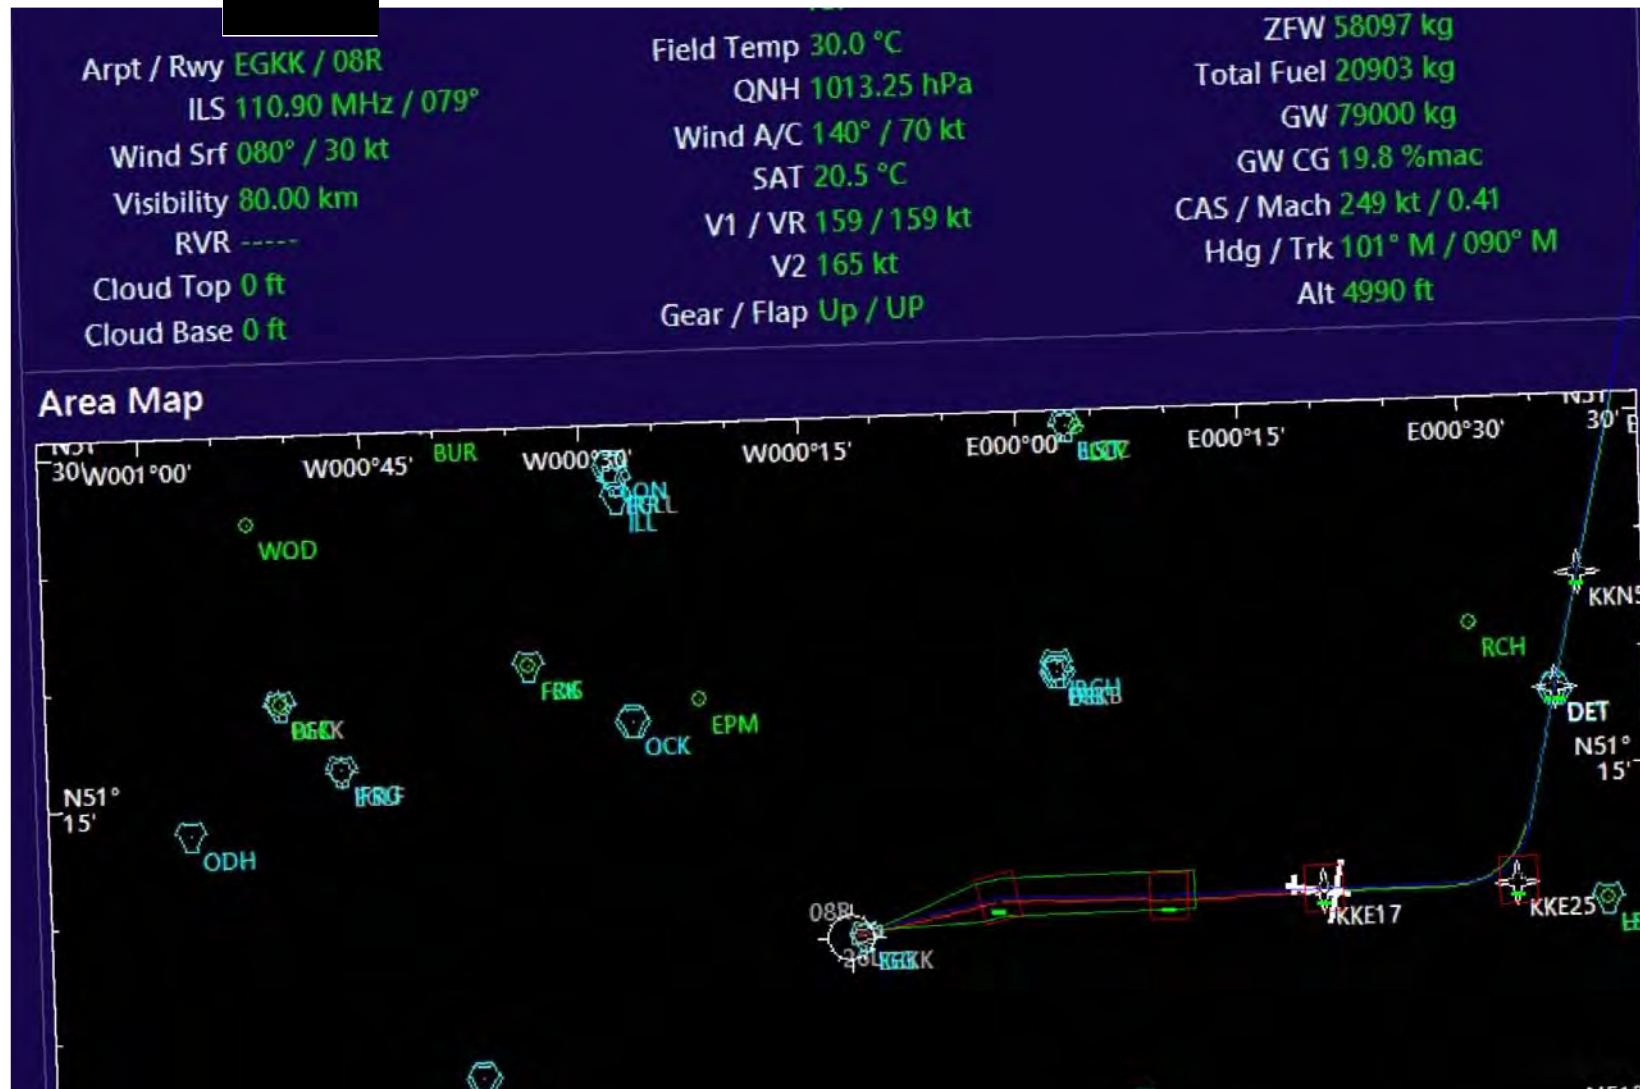 Arpt / Rwy EGKK / 08R
ILS 110.90 MHz / 079°
Wind Srf 080° / 30 kt
Visibility 80.00 km
RVR -----
Cloud Top 0 ft
Cloud Base 0 ft
Field Temp 30.0 °C
QNH 1013.25 hPa
Wind A/C 140° / 70 kt
SAT 20.5 °C
V1 / VR 159 / 159 kt
V2 165 kt
Gear / Flap Up / UP
ZFW 58097 kg
Total Fuel 20903 kg
GW 79000 kg
GW CG 19.8 %mac
CAS / Mach 249 kt / 0.41
Hdg / Trk 101° M / 090° M
Alt 4990 ft
Area Map
30'
W001°00'
W000°45'
BUR
W000°30'
W000°15'
E000°00'
E000°15'
E000°30'
30'
WOD
ILL
KKN5
RCH
EPM
OCK
DET
N51°
15'
N51°
15'
ODH
08R
KKE17
KKE25